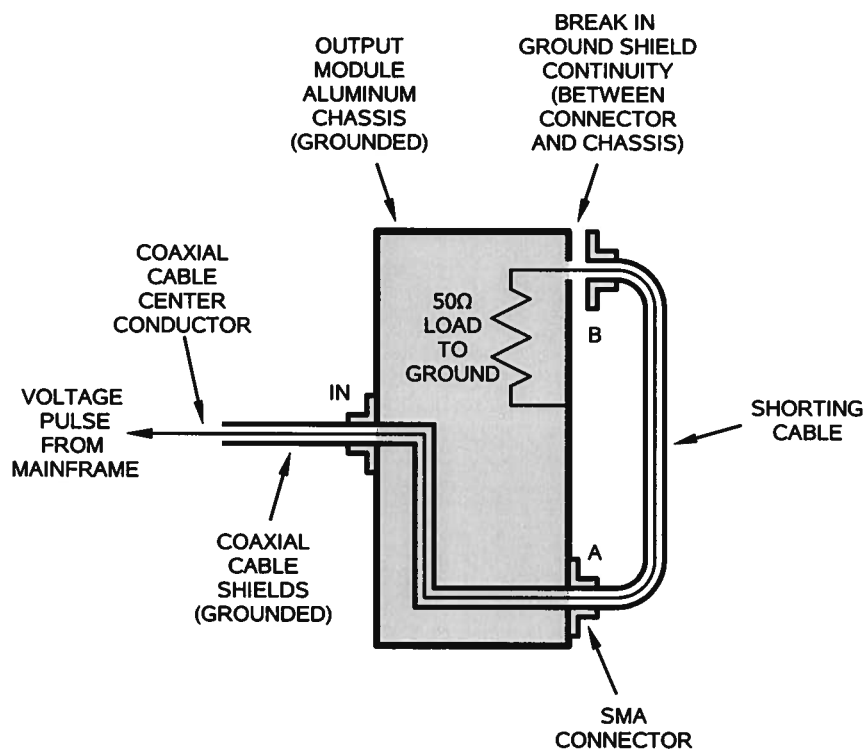 OUTPUT
MODULE
ALUMINUM
CHASSIS
(GROUNDED)
BREAK IN
GROUND SHIELD
CONTINUITY
(BETWEEN
CONNECTOR
AND CHASSIS)
COAXIAL
CABLE
CENTER
CONDUCTOR
50Ω
LOAD
TO
GROUND
B
IN
VOLTAGE
PULSE
FROM
MAINFRAME
SHORTING
CABLE
COAXIAL
CABLE
SHIELDS
(GROUNDED)
A
SMA
CONNECTOR